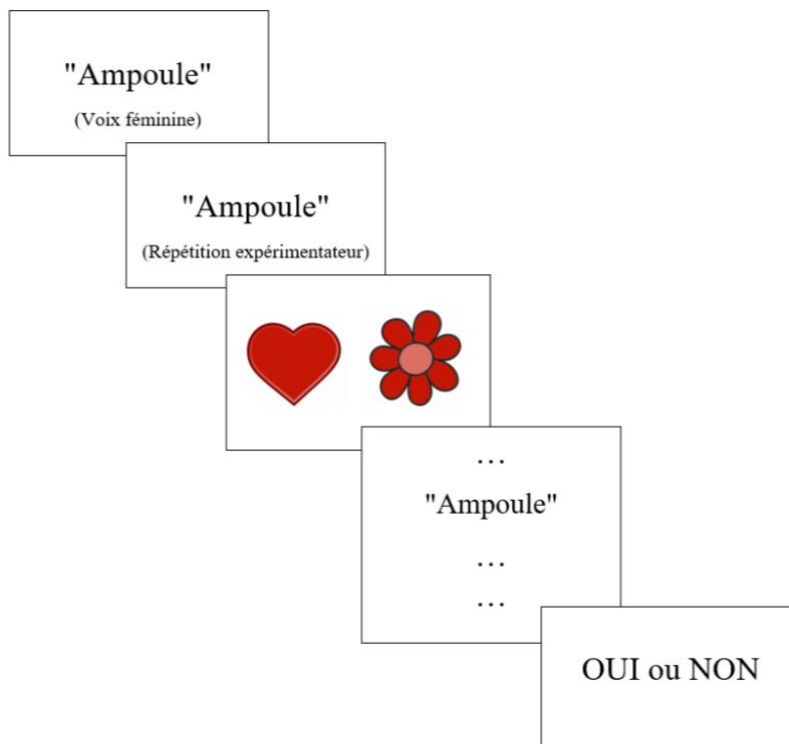 "Ampoule"
(Voix féminine)
"Ampoule"
(Répétition expérimentateur)
...
"Ampoule"
...
...
OUI ou NON